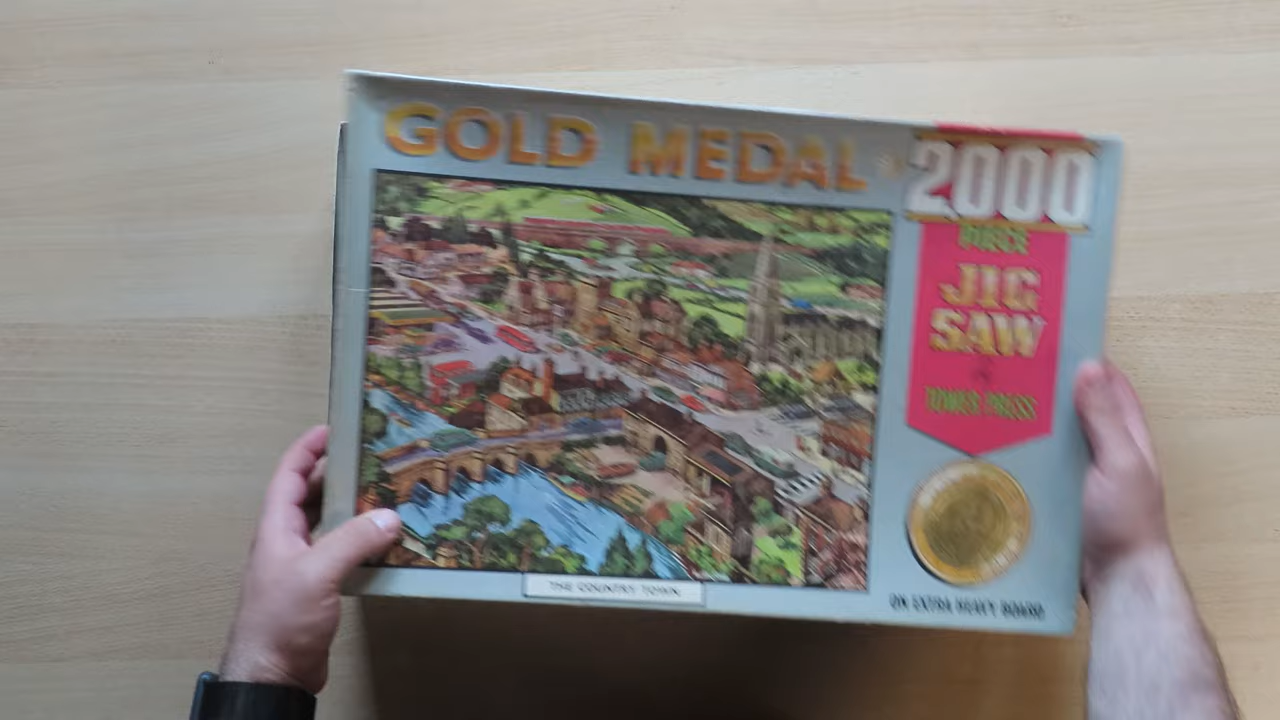 GOLD MEDAL
2000
PIECE
JIG
SAW
TOWER PRESS
THE COUNTRY TOWN
ON EXTRA HEAVY BOARD